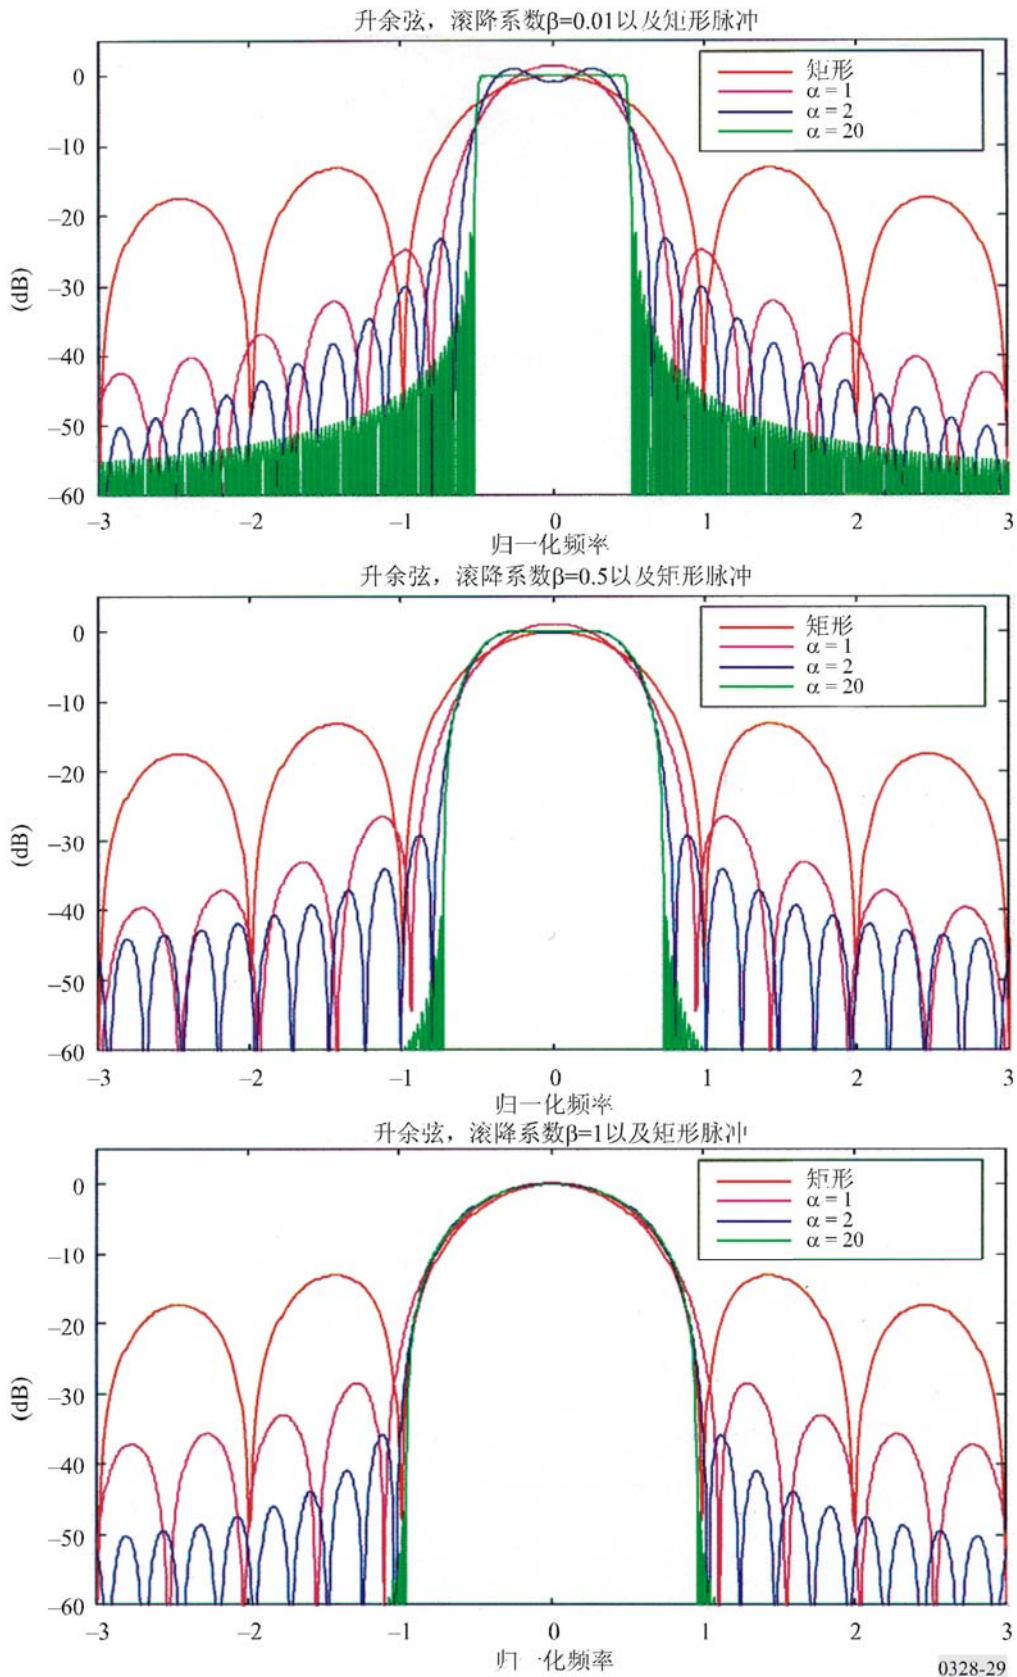 升余弦，滚降系数β=0.01以及矩形脉冲
0
–10
–20
–30
–40
–50
–60
(dB)
矩形
α = 1
α = 2
α = 20
–3
–2
–1
0
1
2
3
归一化频率
升余弦，滚降系数β=0.5以及矩形脉冲
0
–10
–20
–30
–40
–50
–60
(dB)
矩形
α = 1
α = 2
α = 20
–3
–2
–1
0
1
2
3
归一化频率
升余弦，滚降系数β=1以及矩形脉冲
0
–10
–20
–30
–40
–50
–60
(dB)
矩形
α = 1
α = 2
α = 20
–3
–2
–1
0
1
2
3
归一化频率
0328-29